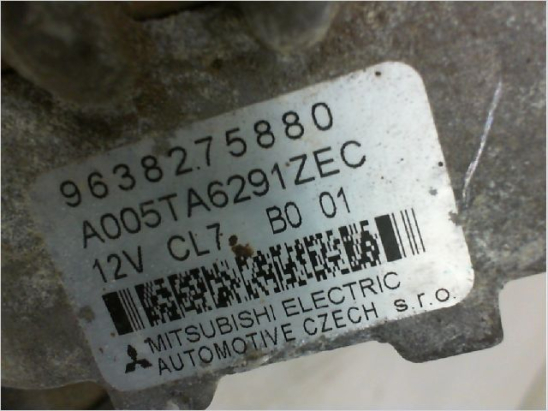 9638275880
A005TA6291ZEC
12V CL7 B0 01
MITSUBISHI ELECTRIC
AUTOMOTIVE CZECH s.r.o.